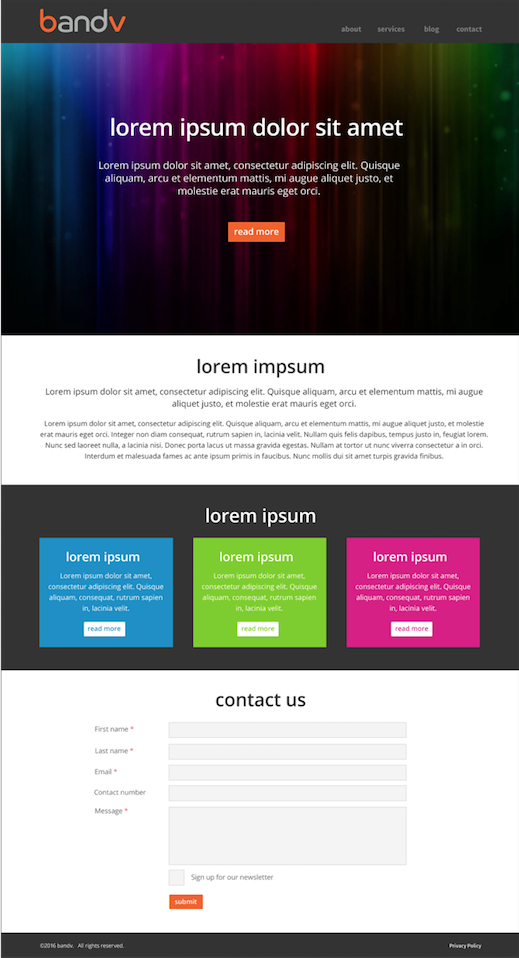 bandv
about services blog contact
lorem ipsum dolor sit amet
Lorem ipsum dolor sit amet, consectetur adipiscing elit. Quisque
aliquam, arcu et elementum mattis, mi augue aliquet justo, et
molestie erat mauris eget orci.
read more
lorem impsum
Lorem ipsum dolor sit amet, consectetur adipiscing elit. Quisque aliquam, arcu et elementum mattis, mi augue
aliquet justo, et molestie erat mauris eget orci.
Lorem ipsum dolor sit amet, consectetur adipiscing elit. Quisque aliquam, arcu et elementum mattis, mi augue aliquet justo, et molestie
erat mauris eget orci. Integer non diam consequat, rutrum sapien in, lacinia velit. Nullam quis felis dapibus, tempus justo in, feugiat lorem.
Nunc sed laoreet nulla, a lacinia nisi. Donec porta lacus ut massa gravida egestas. Nullam at tortor ut nunc viverra consectetur a in orci.
Interdum et malesuada fames ac ante ipsum primis in faucibus. Nunc mollis dui sit amet turpis gravida finibus.
lorem ipsum
lorem ipsum
Lorem ipsum dolor sit amet,
consectetur adipiscing elit. Quisque
aliquam, consequat, rutrum sapien
in, lacinia velit.
read more
lorem ipsum
Lorem ipsum dolor sit amet,
consectetur adipiscing elit. Quisque
aliquam, consequat, rutrum sapien
in, lacinia velit.
read more
lorem ipsum
Lorem ipsum dolor sit amet,
consectetur adipiscing elit. Quisque
aliquam, consequat, rutrum sapien
in, lacinia velit.
read more
contact us
First name *
Last name *
Email *
Contact number
Message *
Sign up for our newsletter
submit
©2016 bandv. All rights reserved. Privacy Policy